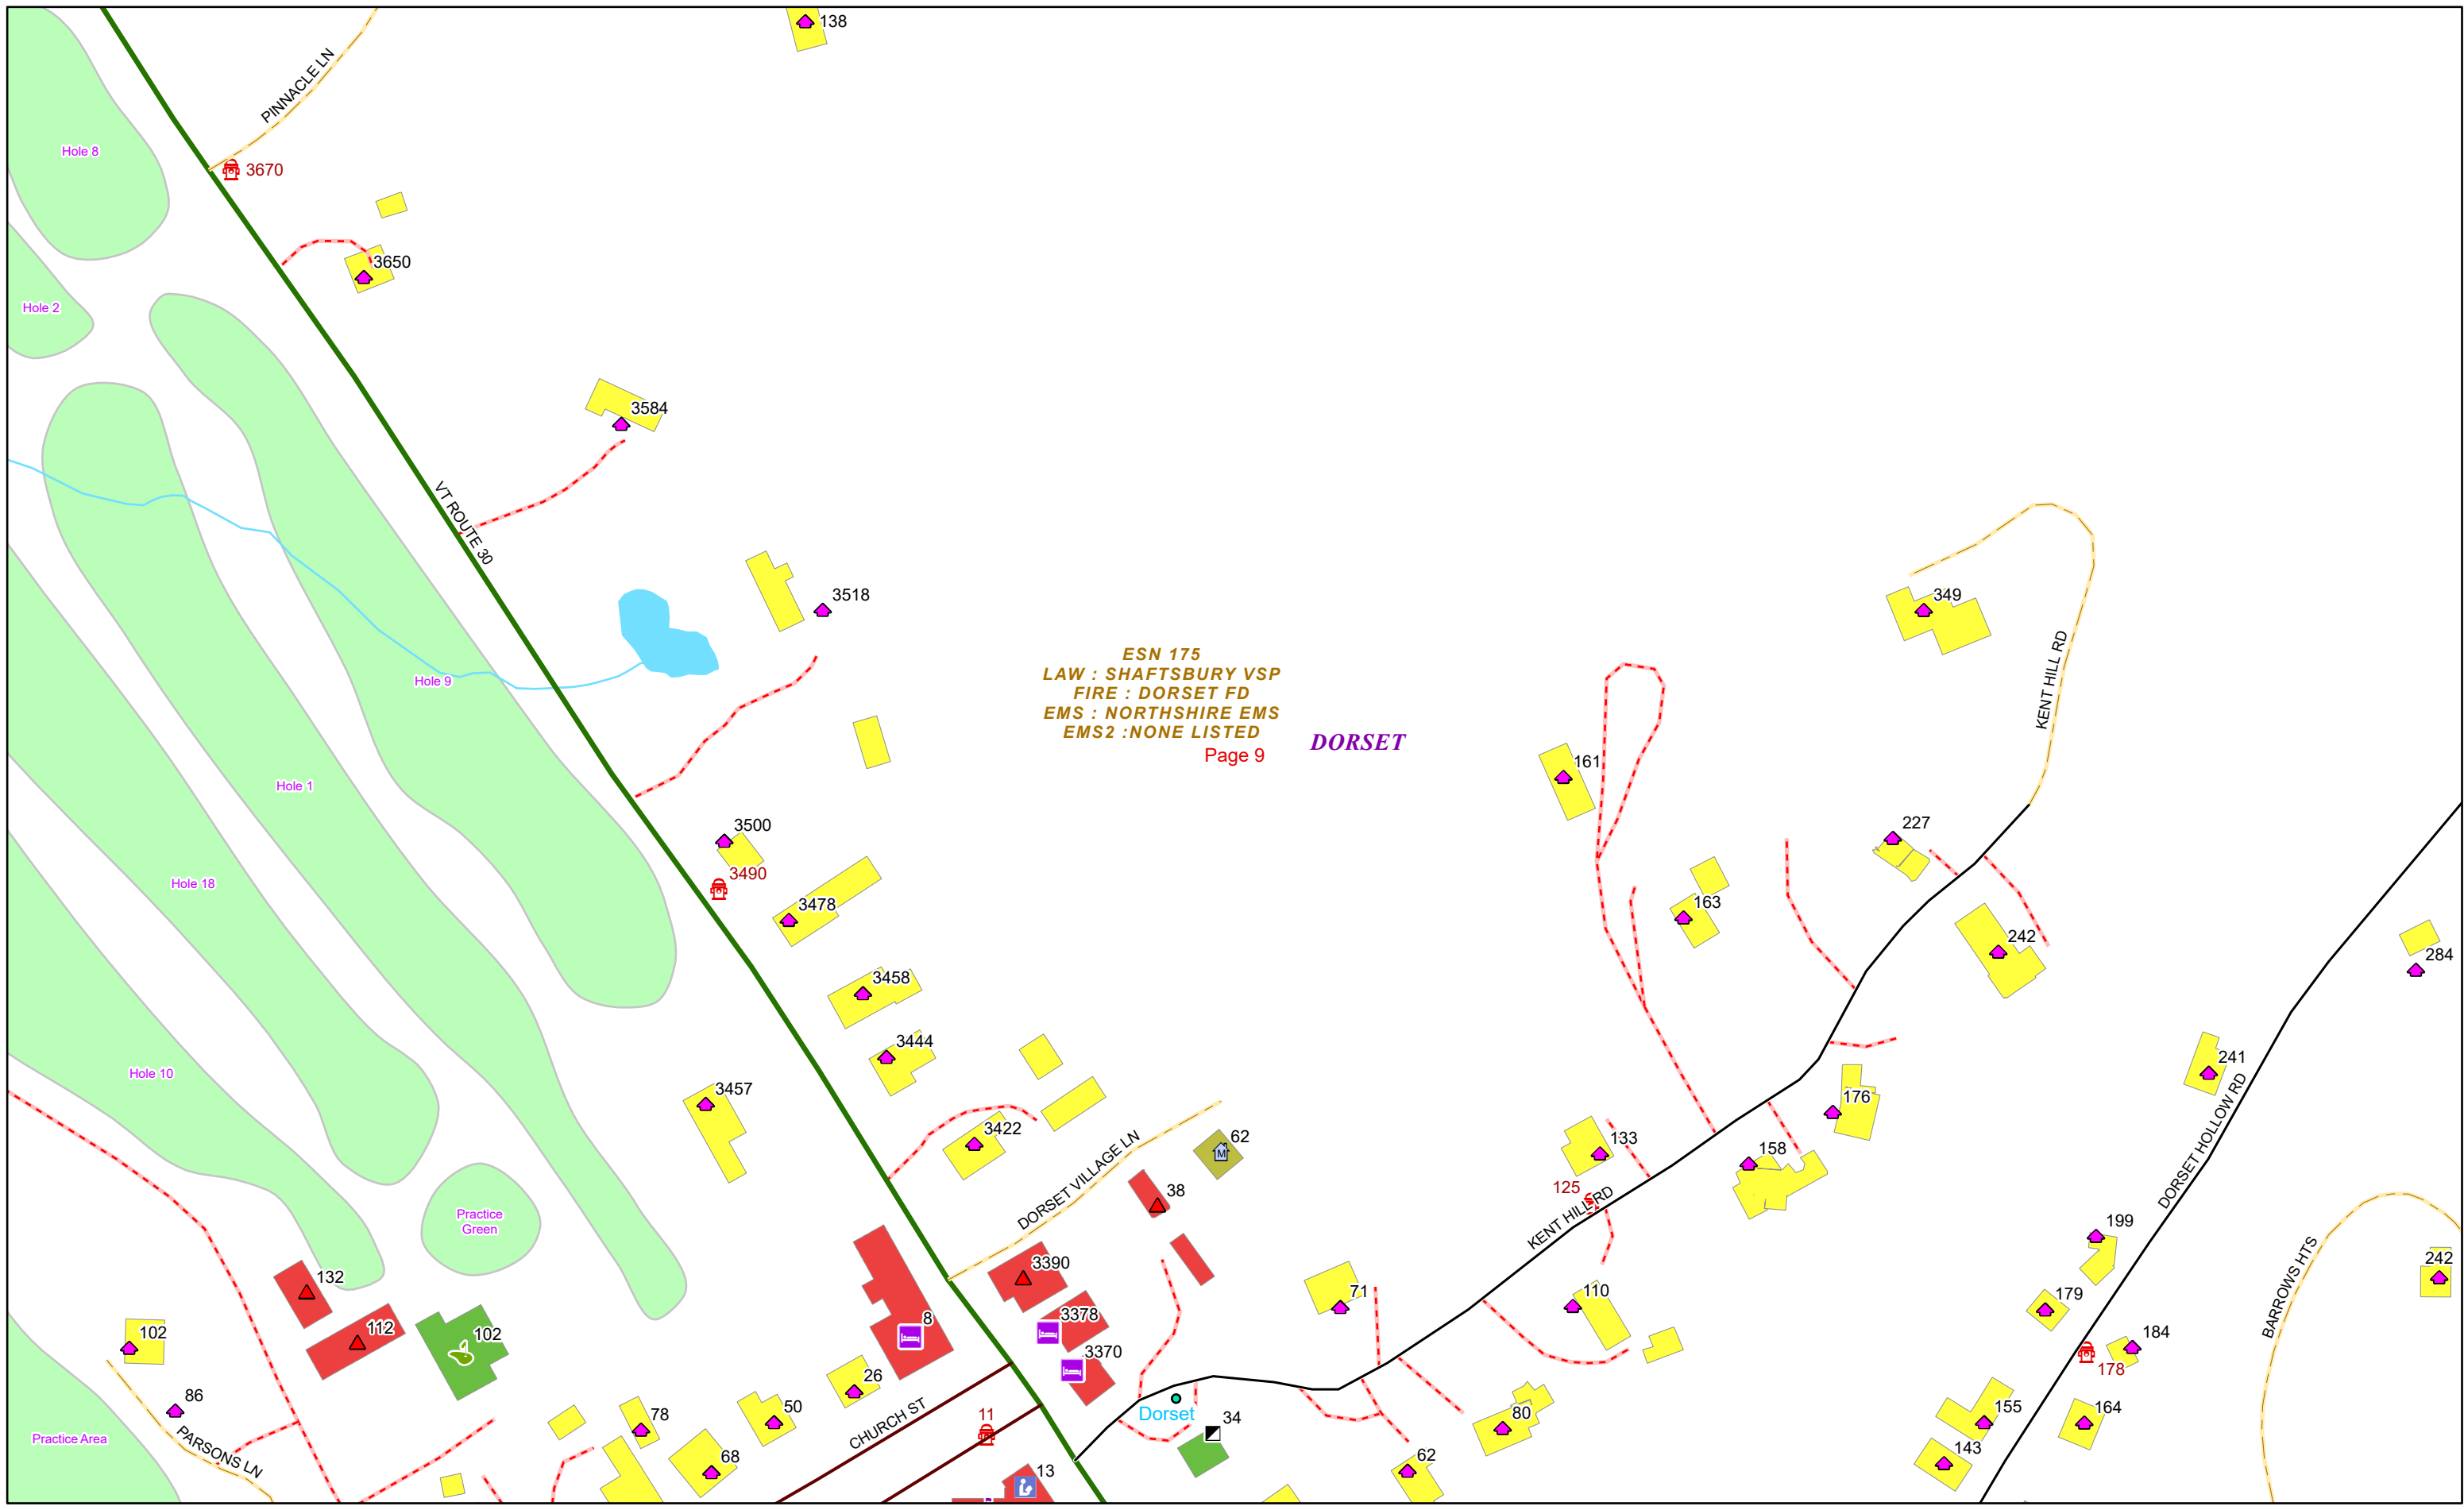 138
PINNACLE LN
Hole 8
3670
3650
Hole 2
3584
VT ROUTE 30
3518
349
ESN 175
LAW : SHAFTSBURY VSP
FIRE : DORSET FD
EMS : NORTHSHIRE EMS
EMS2 :NONE LISTED
Page 9
DORSET
KENT HILL RD
Hole 9
161
Hole 1
3500
3490
227
Hole 18
3478
163
242
284
3458
3444
Hole 10
3457
241
176
3422
DORSET VILLAGE LN
62
133
158
DORSET HOLLOW RD
38
125
KENT HILL RD
Practice
Green
199
BARROWS HTS
3390
242
132
71
110
179
112
102
102
8
3378
184
3370
178
26
86
CHURCH ST
Dorset
11
34
50
78
80
155
164
Practice Area
PARSONS LN
68
62
143
13